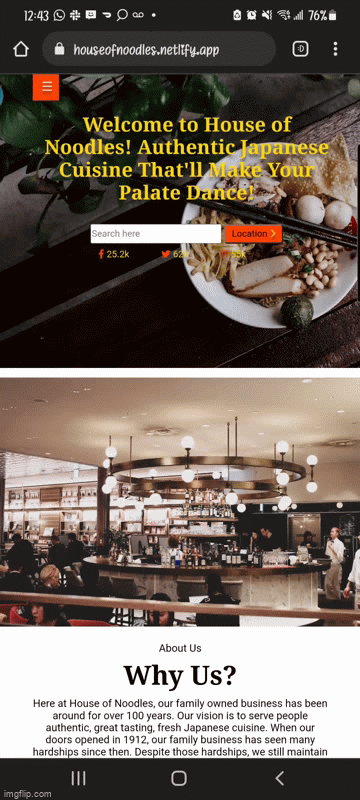 12:43
76%
houseofnoodles.netlify.app
:D
Welcome to House of
Noodles! Authentic Japanese
Cuisine That'll Make Your
Palate Dance!
Search here
Location
25.2k
About Us
Why Us?
Here at House of Noodles, our family owned business has been
around for over 100 years. Our vision is to serve people
authentic, great tasting, fresh Japanese cuisine. When our
doors opened in 1912, our family business has seen many
hardships since then. Despite those hardships, we still maintain
imgflip.com